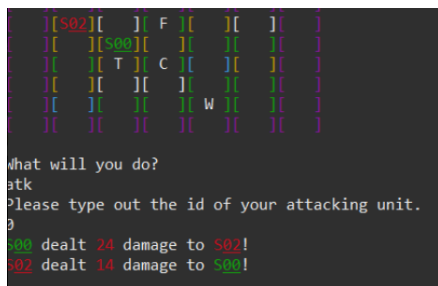 ][S02][ ][ F ][ ][ ][
][ ][S00][ ][ ][ ]
][ ][ T ][ C ][ ][ ][ ]
][ ][ ][ ][ ][ ][ ]
][ ][ ][ ][ W ][ ][ ]
][ ][ ][ ][ ][ ][ ]
What will you do?
atk
Please type out the id of your attacking unit.
0
S00 dealt 24 damage to S02!
S02 dealt 14 damage to S00!